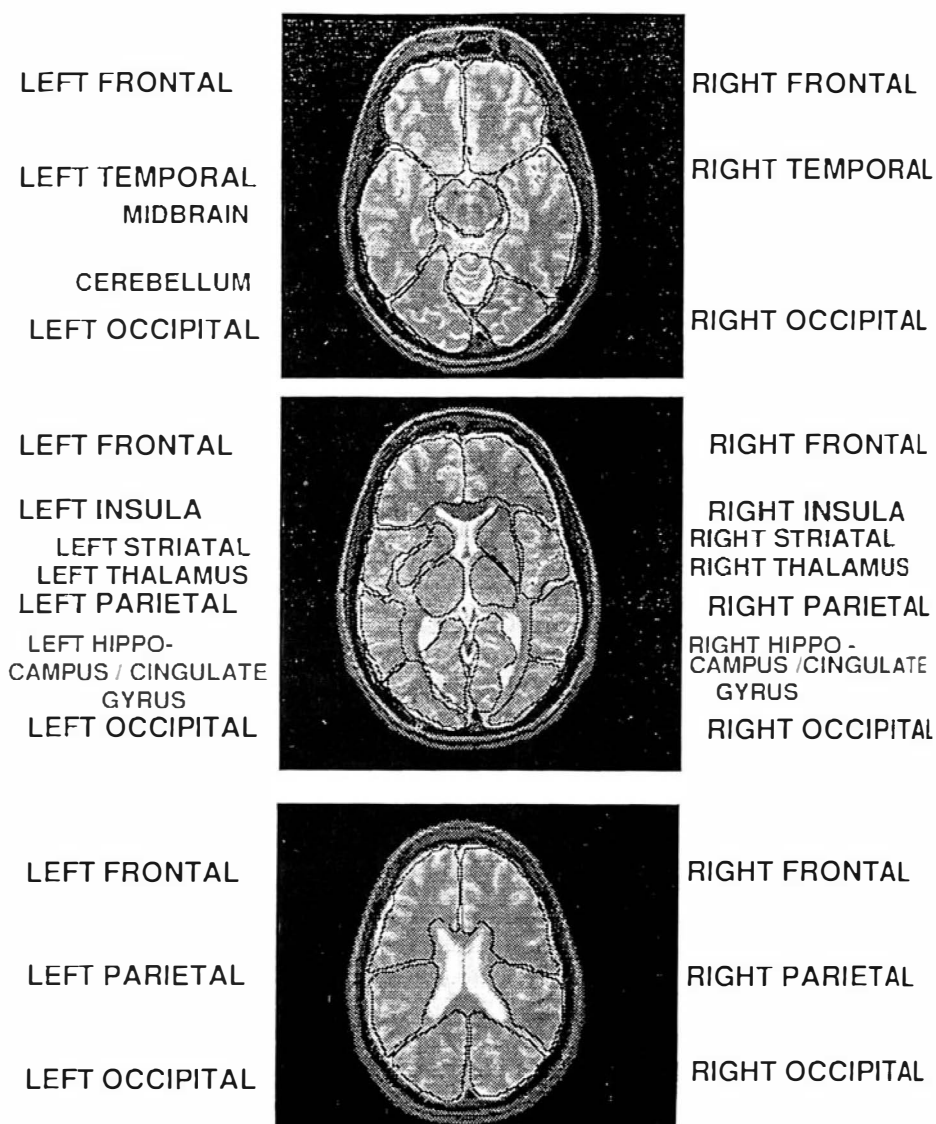 LEFT FRONTAL
RIGHT FRONTAL
LEFT TEMPORAL
RIGHT TEMPORAL
MIDBRAIN
CEREBELLUM
LEFT OCCIPITAL
RIGHT OCCIPITAL
LEFT FRONTAL
RIGHT FRONTAL
LEFT INSULA
RIGHT INSULA
LEFT STRIATAL
RIGHT STRIATAL
LEFT THALAMUS
RIGHT THALAMUS
LEFT PARIETAL
RIGHT PARIETAL
LEFT HIPPO-
CAMPUS / CINGULATE
GYRUS
RIGHT HIPPO -
CAMPUS /CINGULATE
GYRUS
LEFT OCCIPITAL
RIGHT OCCIPITAL
LEFT FRONTAL
RIGHT FRONTAL
LEFT PARIETAL
RIGHT PARIETAL
LEFT OCCIPITAL
RIGHT OCCIPITAL